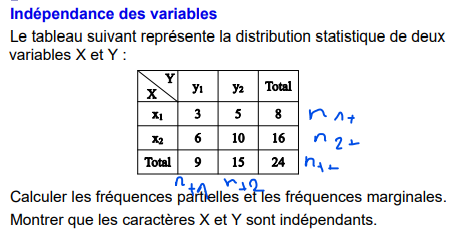 Indépendance des variables
Le tableau suivant représente la distribution statistique de deux
variables X et Y :
Y
X y₁ y₂ Total
x₁ 3 5 8 n 1+
x₂ 6 10 16 n 2+
Total 9 15 24
n+1 n+2
Calculer les fréquences partielles et les fréquences marginales.
Montrer que les caractères X et Y sont indépendants.